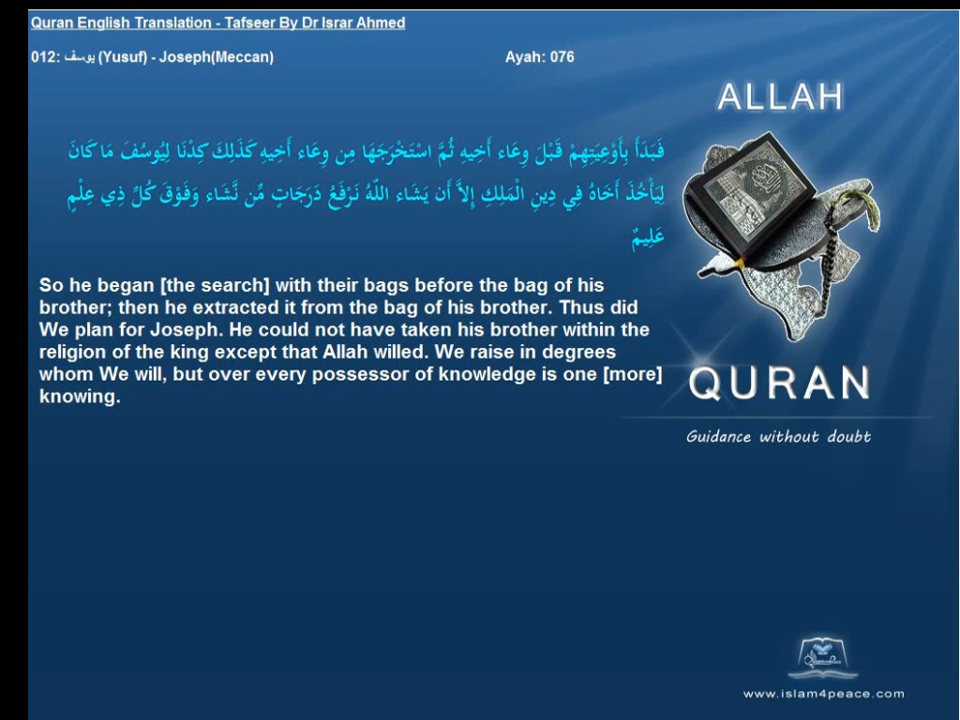 Quran English Translation - Tafseer By Dr Israr Ahmed
012: يوسف (Yusuf) - Joseph(Meccan) Ayah: 076
ALLAH
فَبَدَأَ بِأَوْعِيَتِهِمْ قَبْلَ وِعَاء أَخِيهِ ثُمَّ اسْتَخْرَجَهَا مِن وِعَاء أَخِيهِ كَذَلِكَ كِدْنَا لِيُوسُفَ مَا كَانَ
لِيَأْخُذَ أَخَاهُ فِي دِينِ الْمَلِكِ إِلاَّ أَن يَشَاء اللّهُ نَرْفَعُ دَرَجَاتٍ مِّن نَّشَاء وَفَوْقَ كُلِّ ذِي عِلْمٍ
عَلِيمٌ
So he began [the search] with their bags before the bag of his
brother; then he extracted it from the bag of his brother. Thus did
We plan for Joseph. He could not have taken his brother within the
religion of the king except that Allah willed. We raise in degrees
whom We will, but over every possessor of knowledge is one [more]
knowing.
QURAN
Guidance without doubt
www.islam4peace.com